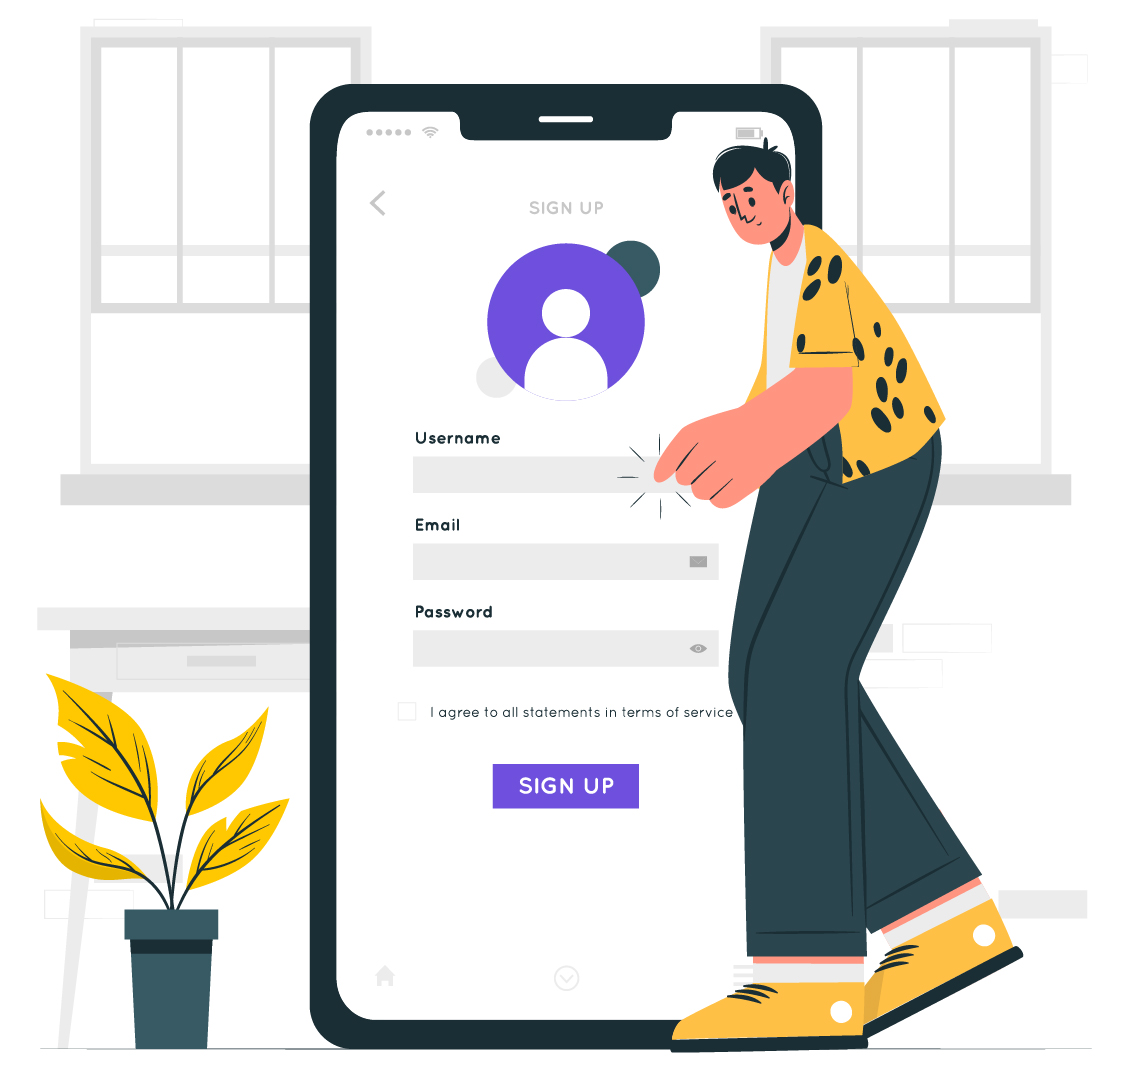 SIGN UP
Username
Email
Password
I agree to all statements in terms of service
SIGN UP